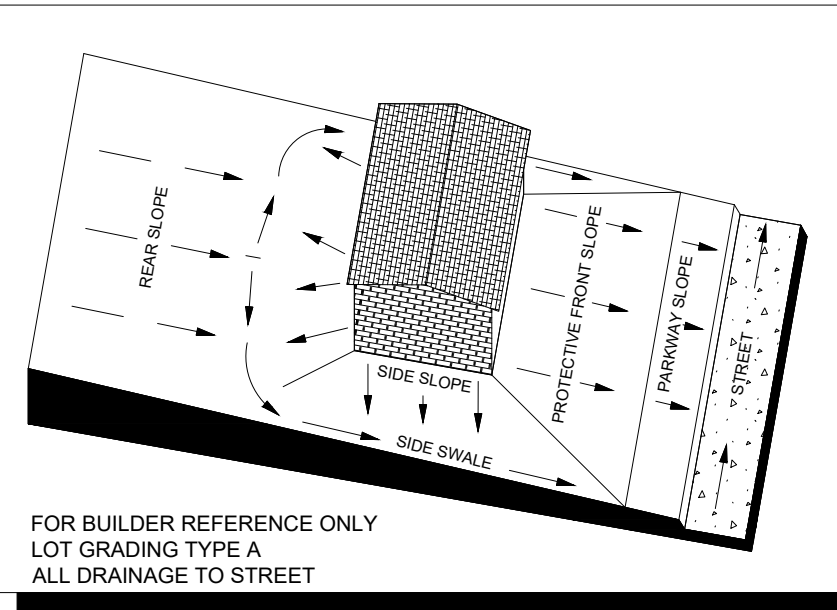 REAR SLOPE
SIDE SLOPE
SIDE SWALE
PROTECTIVE FRONT SLOPE
PARKWAY SLOPE
STREET
FOR BUILDER REFERENCE ONLY
LOT GRADING TYPE A
ALL DRAINAGE TO STREET